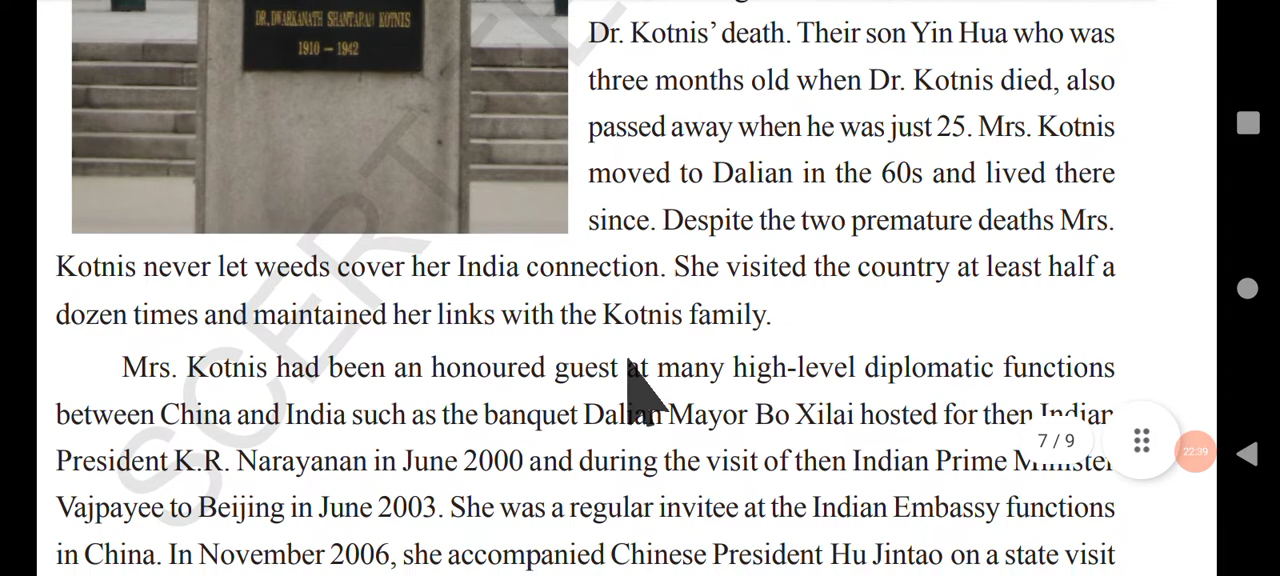 DR. DWARKANATH SHANTARAH KOTNIS
1910 – 1942
Dr. Kotnis' death. Their son Yin Hua who was
three months old when Dr. Kotnis died, also
passed away when he was just 25. Mrs. Kotnis
moved to Dalian in the 60s and lived there
since. Despite the two premature deaths Mrs.
Kotnis never let weeds cover her India connection. She visited the country at least half a
dozen times and maintained her links with the Kotnis family.
Mrs. Kotnis had been an honoured guest at many high-level diplomatic functions
between China and India such as the banquet Dalian Mayor Bo Xilai hosted for then Indian
7 / 9
President K.R. Narayanan in June 2000 and during the visit of then Indian Prime Minister
22:39
Vajpayee to Beijing in June 2003. She was a regular invitee at the Indian Embassy functions
in China. In November 2006, she accompanied Chinese President Hu Jintao on a state visit
SCERT TE